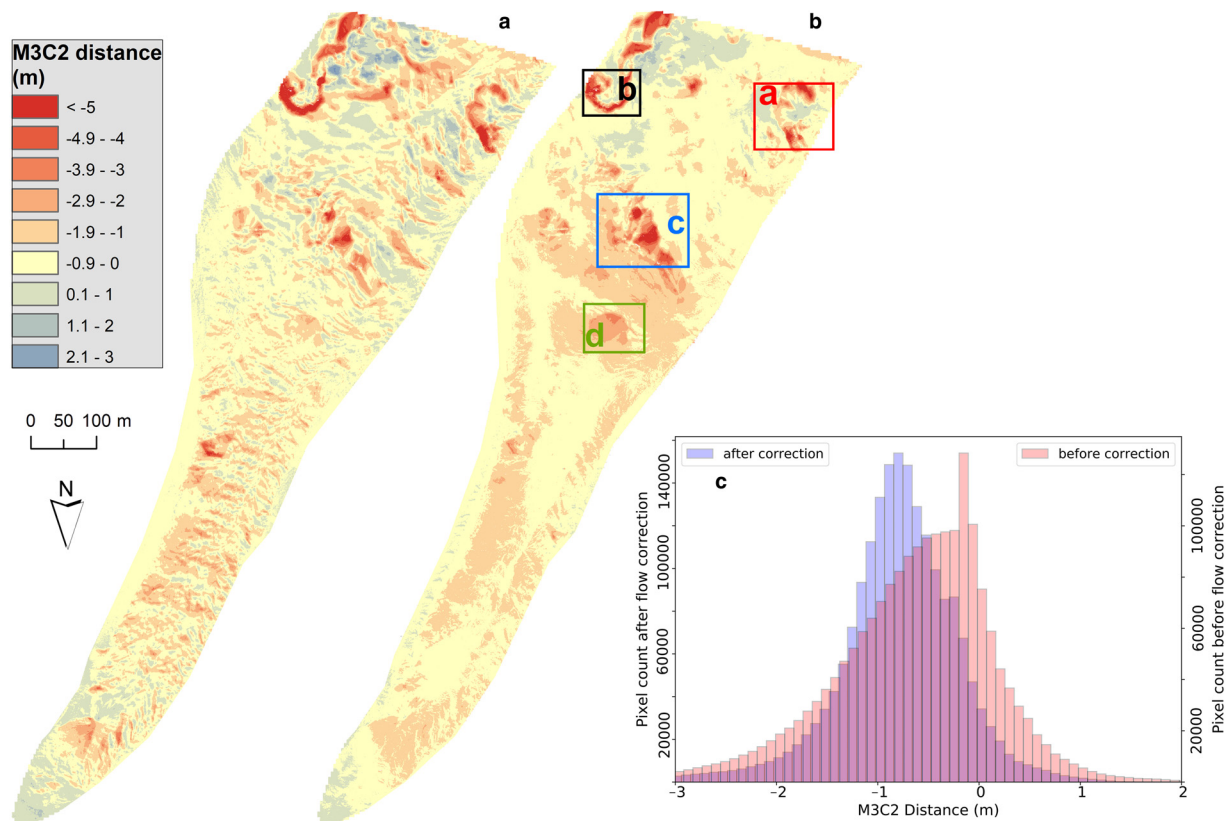 a
b
M3C2 distance
(m)
< -5
-4.9 - -4
-3.9 - -3
-2.9 - -2
-1.9 - -1
-0.9 - 0
0.1 - 1
1.1 - 2
2.1 - 3
b
a
c
d
0 50 100 m
N
after correction
before correction
c
Pixel count after flow correction
140000
120000
100000
80000
60000
40000
20000
Pixel count before flow correction
100000
60000
20000
−3
−2
−1
0
1
2
M3C2 Distance (m)